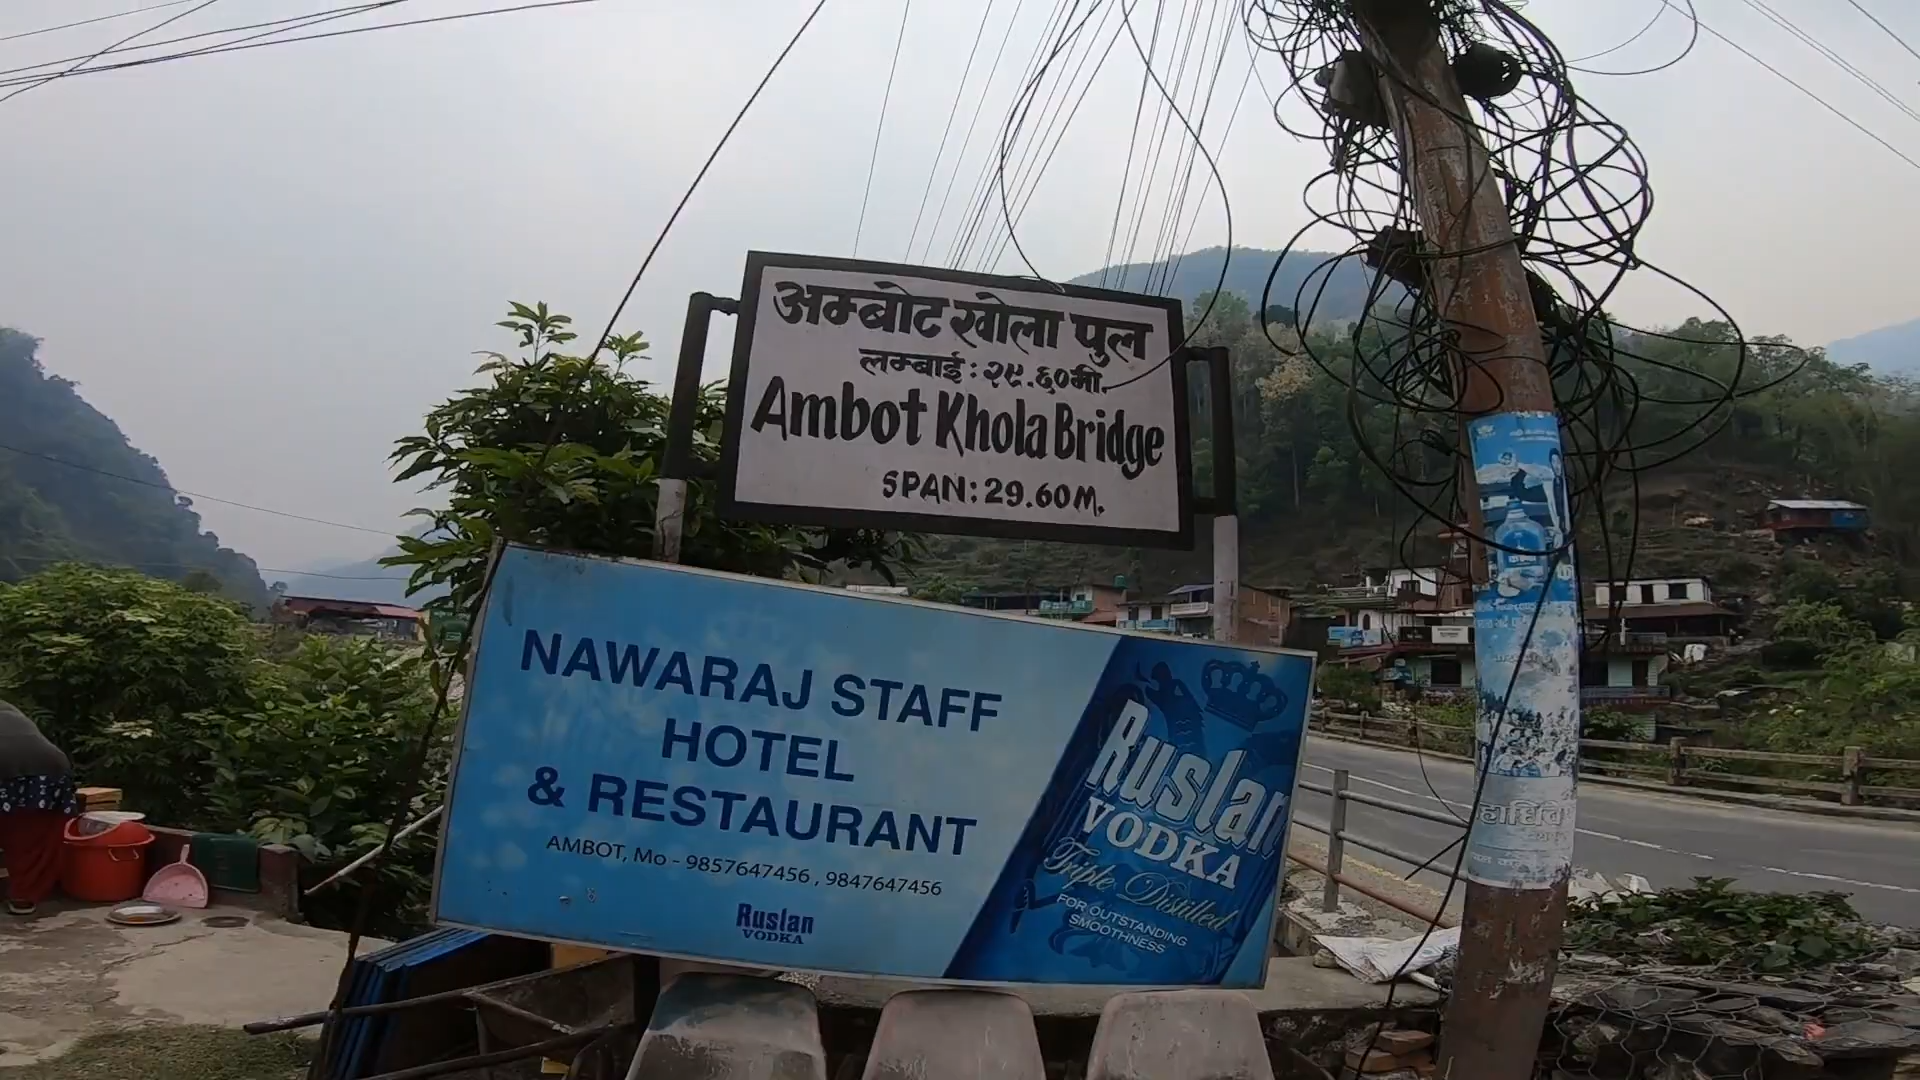 अम्बोट खोला पुल
लम्बाई : २९.६०मी.
Ambot Khola Bridge
SPAN: 29.60M.
NAWARAJ STAFF
HOTEL
& RESTAURANT
AMBOT, Mo - 9857647456, 9847647456
Ruslan
VODKA
Ruslan
VODKA
Triple Distilled
FOR OUTSTANDING
SMOOTHNESS